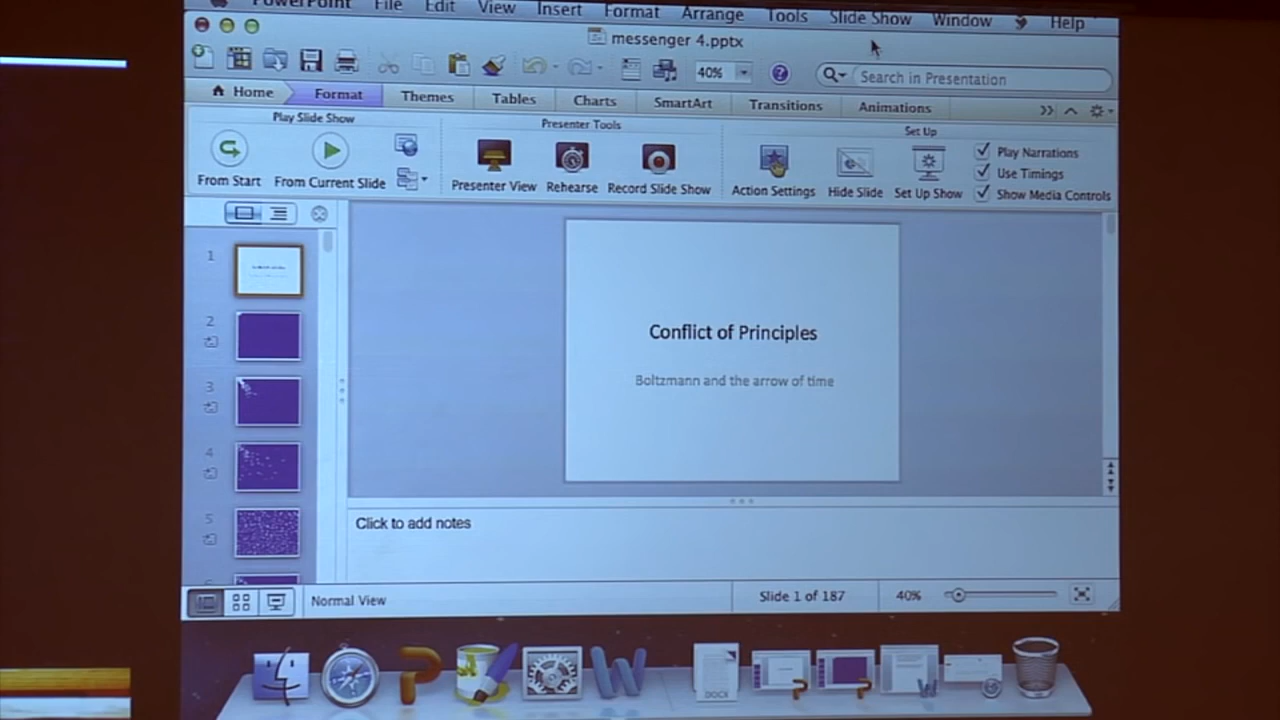 PowerPoint File Edit View Insert Format Arrange Tools Slide Show Window Help
messenger 4.pptx
40% Search in Presentation
Home Format Themes Tables Charts SmartArt Transitions Animations
Play Slide Show Presenter Tools Set Up
From Start From Current Slide Presenter View Rehearse Record Slide Show Action Settings Hide Slide Set Up Show
Play Narrations
Use Timings
Show Media Controls
1
2
3
4
5
Conflict of Principles
Boltzmann and the arrow of time
Click to add notes
Normal View Slide 1 of 187 40%
DOCX